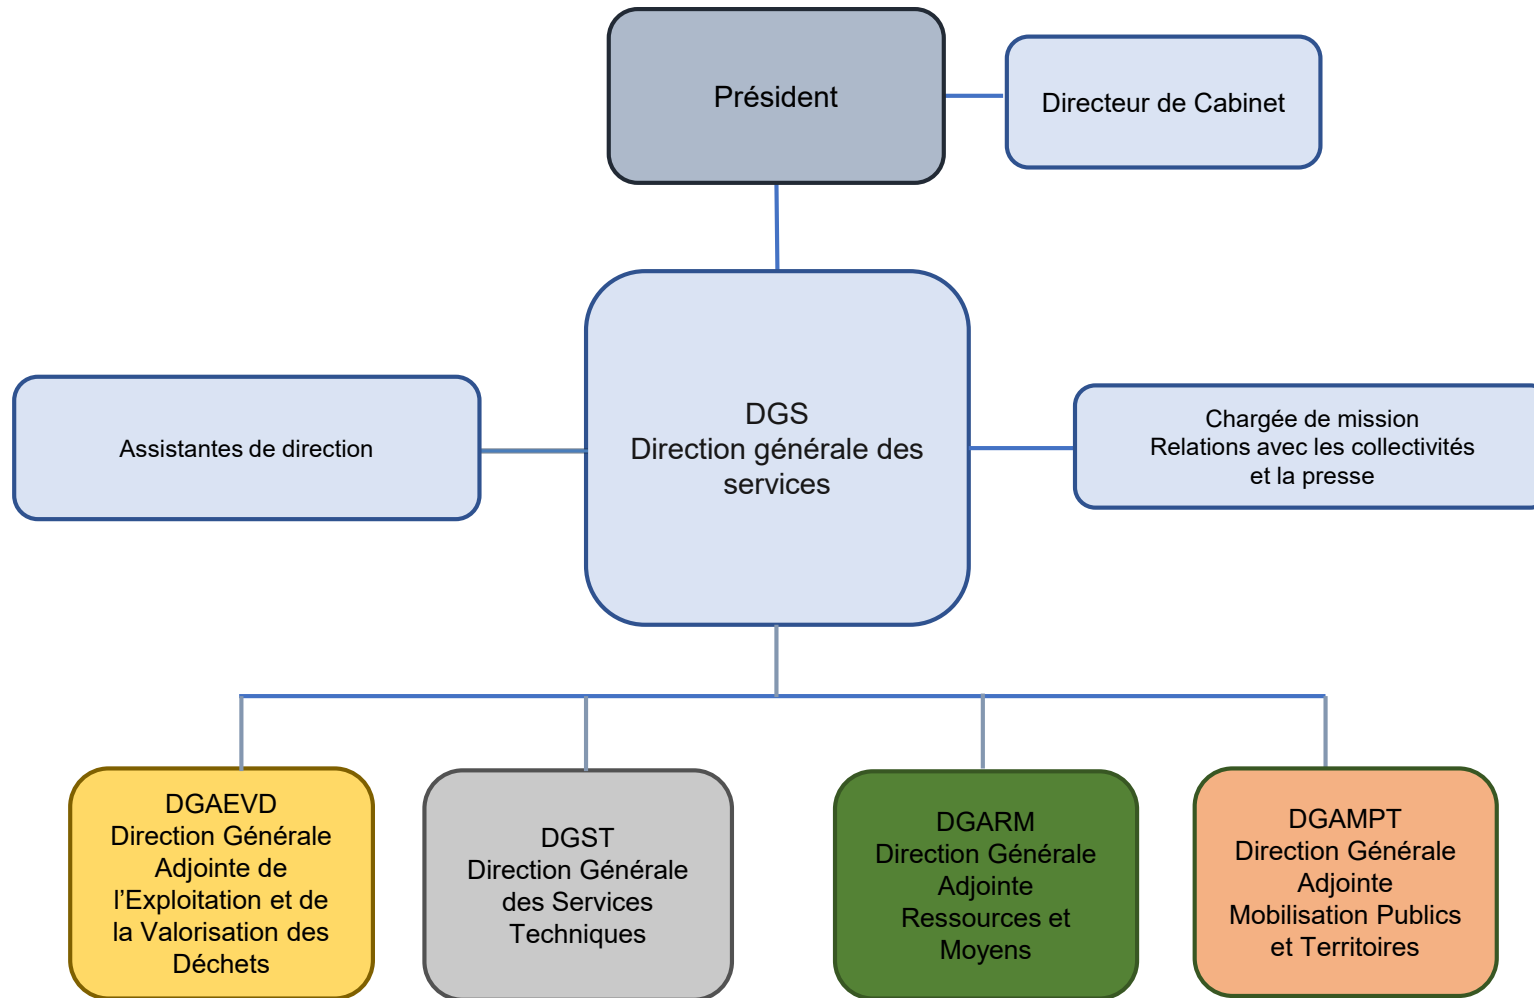 Président
Directeur de Cabinet
Assistantes de direction
DGS
Direction générale des
services
Chargée de mission
Relations avec les collectivités
et la presse
DGAEVD
Direction Générale
Adjointe de
l’Exploitation et de
la Valorisation des
Déchets
DGST
Direction Générale
des Services
Techniques
DGARM
Direction Générale
Adjointe
Ressources et
Moyens
DGAMPT
Direction Générale
Adjointe
Mobilisation Publics
et Territoires